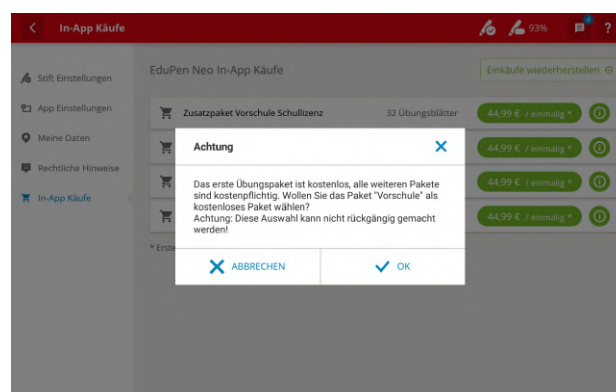 In-App Käufe
93%
?
Stift Einstellungen
App Einstellungen
Meine Daten
Rechtliche Hinweise
In-App Käufe
EduPen Neo In-App Käufe
Einkäufe wiederherstellen
Zusatzpaket Vorschule Schullizenz
32 Übungsblätter
44,99 € / einmalig *
44,99 € / einmalig *
44,99 € / einmalig *
44,99 € / einmalig *
* Erste
Achtung
Das erste Übungspaket ist kostenlos, alle weiteren Pakete
sind kostenpflichtig. Wollen Sie das Paket "Vorschule" als
kostenloses Paket wählen?
Achtung: Diese Auswahl kann nicht rückgängig gemacht
werden!
ABBRECHEN
OK